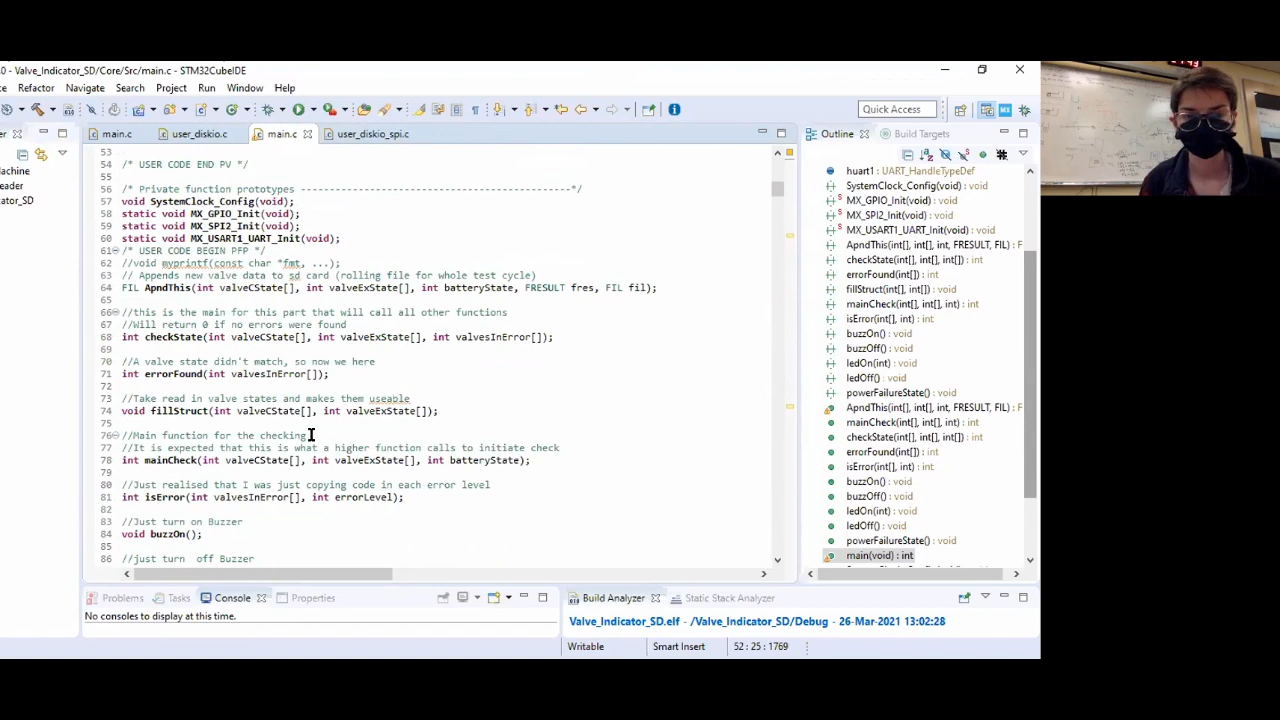 .0 - Valve_Indicator_SD/Core/Src/main.c - STM32CubeIDE
Refactor Navigate Search Project Run Window Help
Quick Access
main.c user_diskio.c main.c user_diskio_spi.c
53
54 /* USER CODE END PV */
55
56 /* Private function prototypes -----------------------------------------------*/
57 void SystemClock_Config(void);
58 static void MX_GPIO_Init(void);
59 static void MX_SPI2_Init(void);
60 static void MX_USART1_UART_Init(void);
61 /* USER CODE BEGIN PFP */
62 //void myprintf(const char *fmt, ...);
63 // Appends new valve data to sd card (rolling file for whole test cycle)
64 FIL ApndThis(int valveCState[], int valveExState[], int batteryState, FRESULT fres, FIL fil);
65
66 //this is the main for this part that will call all other functions
67 //Will return 0 if no errors were found
68 int checkState(int valveCState[], int valveExState[], int valvesInError[]);
69
70 //A valve state didn't match, so now we here
71 int errorFound(int valvesInError[]);
72
73 //Take read in valve states and makes them useable
74 void fillStruct(int valveCState[], int valveExState[]);
75
76 //Main function for the checking
77 //It is expected that this is what a higher function calls to initiate check
78 int mainCheck(int valveCState[], int valveExState[], int batteryState);
79
80 //Just realised that I was just copying code in each error level
81 int isError(int valvesInError[], int errorLevel);
82
83 //Just turn on Buzzer
84 void buzzOn();
85
86 //just turn  off Buzzer
achine
eader
ator_SD
Outline Build Targets
huart1 : UART_HandleTypeDef
SystemClock_Config(void) : void
MX_GPIO_Init(void) : void
MX_SPI2_Init(void) : void
MX_USART1_UART_Init(void) : void
ApndThis(int[], int[], int, FRESULT, FIL) : F
checkState(int[], int[], int[]) : int
errorFound(int[]) : int
fillStruct(int[], int[]) : void
mainCheck(int[], int[], int) : int
isError(int[], int) : int
buzzOn() : void
buzzOff() : void
ledOn(int) : void
ledOff() : void
powerFailureState() : void
ApndThis(int[], int[], int, FRESULT, FIL) : F
mainCheck(int[], int[], int) : int
checkState(int[], int[], int[]) : int
errorFound(int[]) : int
isError(int[], int) : int
buzzOn() : void
buzzOff() : void
ledOn(int) : void
ledOff() : void
powerFailureState() : void
main(void) : int
Problems Tasks Console Properties
No consoles to display at this time.
Build Analyzer Static Stack Analyzer
Valve_Indicator_SD.elf - /Valve_Indicator_SD/Debug - 26-Mar-2021 13:02:28
Writable Smart Insert 52 : 25 : 1769